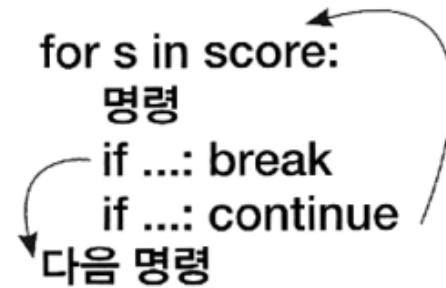 for s in score:
명령
if ...: break
if ...: continue
다음 명령